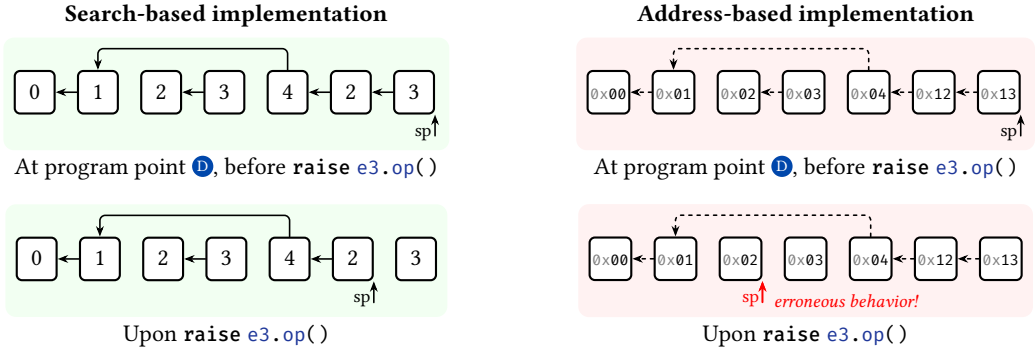 Search-based implementation
0 1 2 3 4 2 3
sp
At program point D, before raise e3.op()
0 1 2 3 4 2 3
sp
Upon raise e3.op()
Address-based implementation
0x00 0x01 0x02 0x03 0x04 0x12 0x13
sp
At program point D, before raise e3.op()
0x00 0x01 0x02 0x03 0x04 0x12 0x13
sp erroneous behavior!
Upon raise e3.op()